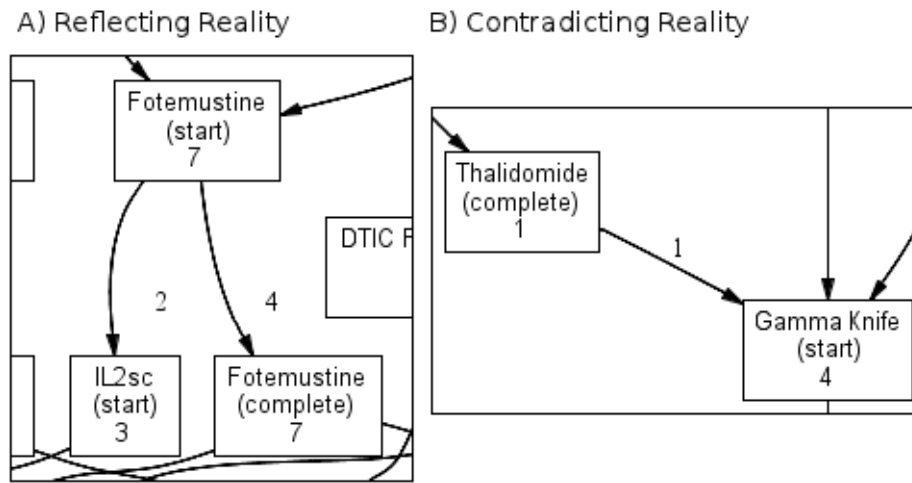 A) Reflecting Reality
Fotemustine
(start)
7
2
4
DTIC F
IL2sc
(start)
3
Fotemustine
(complete)
7
B) Contradicting Reality
Thalidomide
(complete)
1
1
Gamma Knife
(start)
4